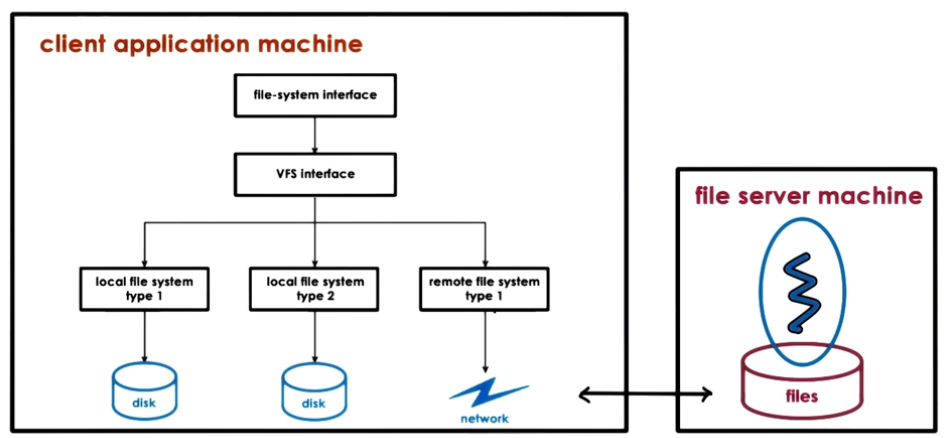 client application machine
file-system interface
VFS interface
local file system
type 1
local file system
type 2
remote file system
type 1
disk
disk
network
file server machine
files